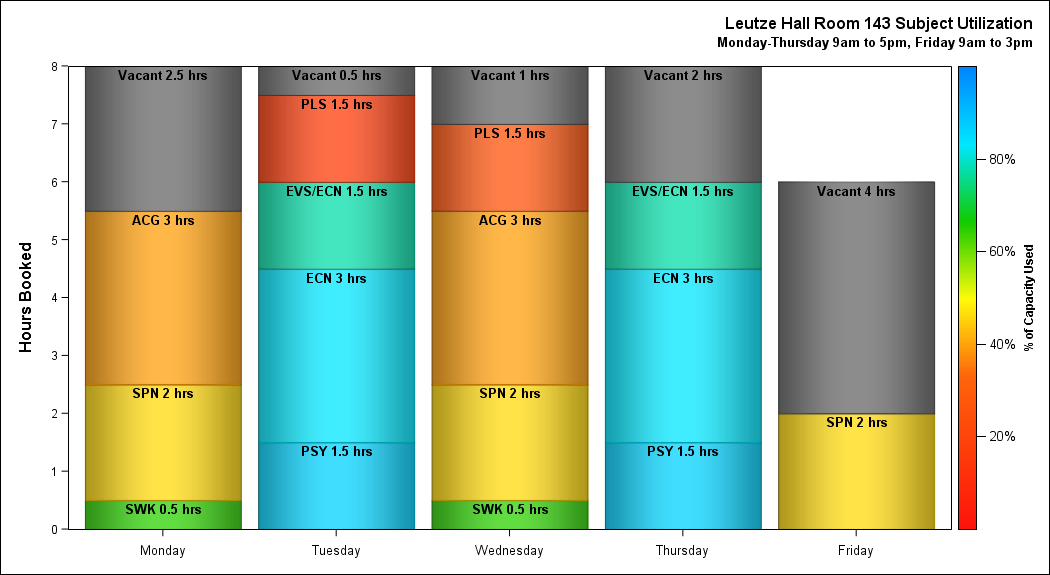 Leutze Hall Room 143 Subject Utilization
Monday-Thursday 9am to 5pm, Friday 9am to 3pm
Hours Booked
8
7
6
5
4
3
2
1
0
Vacant 2.5 hrs
ACG 3 hrs
SPN 2 hrs
SWK 0.5 hrs
Vacant 0.5 hrs
PLS 1.5 hrs
EVS/ECN 1.5 hrs
ECN 3 hrs
PSY 1.5 hrs
Vacant 1 hrs
PLS 1.5 hrs
ACG 3 hrs
SPN 2 hrs
SWK 0.5 hrs
Vacant 2 hrs
EVS/ECN 1.5 hrs
ECN 3 hrs
PSY 1.5 hrs
Vacant 4 hrs
SPN 2 hrs
Monday
Tuesday
Wednesday
Thursday
Friday
80%
60%
40%
20%
% of Capacity Used